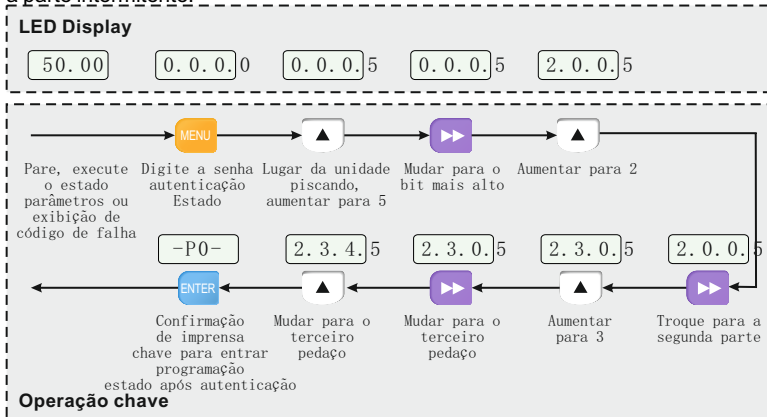 a parte intermitente.
LED Display
50.00 0.0.0.0 0.0.0.5 0.0.0.5 2.0.0.5
MENU
Pare, execute
o estado
parâmetros ou
exibição de
código de falha
Digite a senha
autenticação
Estado
Lugar da unidade
piscando,
aumentar para 5
Mudar para o
bit mais alto
Aumentar para 2
-P0- 2.3.4.5 2.3.0.5 2.3.0.5 2.0.0.5
ENTER
Confirmação
de imprensa
chave para entrar
programação
estado após autenticação
Mudar para o
terceiro
pedaço
Mudar para o
terceiro
pedaço
Aumentar
para 3
Troque para a
segunda parte
Operação chave